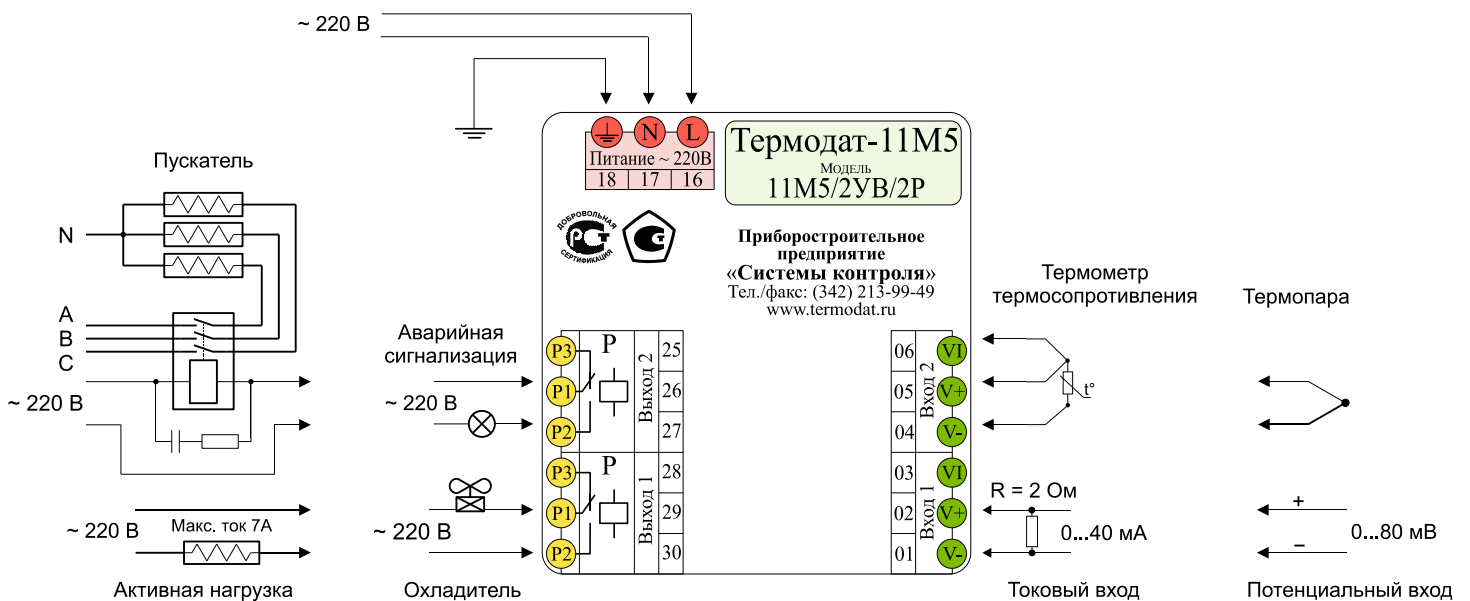 ~ 220 В
N
L
Питание ~ 220В
18 17 16
Термодат-11М5
Модель
11М5/2УВ/2Р
ДОБРОВОЛЬНАЯ
РСТ
СЕРТИФИКАЦИЯ
Приборостроительное
предприятие
«Системы контроля»
Тел./факс: (342) 213-99-49
www.termodat.ru
Пускатель
N
A
B
C
~ 220 В
~ 220 В
Макс. ток 7А
Активная нагрузка
Аварийная
сигнализация
~ 220 В
~ 220 В
Охладитель
P3
P1
P2
Р
Выход 2
25
26
27
P3
P1
P2
Р
Выход 1
28
29
30
06
05
04
Вход 2
VI
V+
V-
03
02
01
Вход 1
VI
V+
V-
Термометр
термосопротивления
t°
R = 2 Ом
0...40 мА
Токовый вход
Термопара
+
0...80 мВ
–
Потенциальный вход